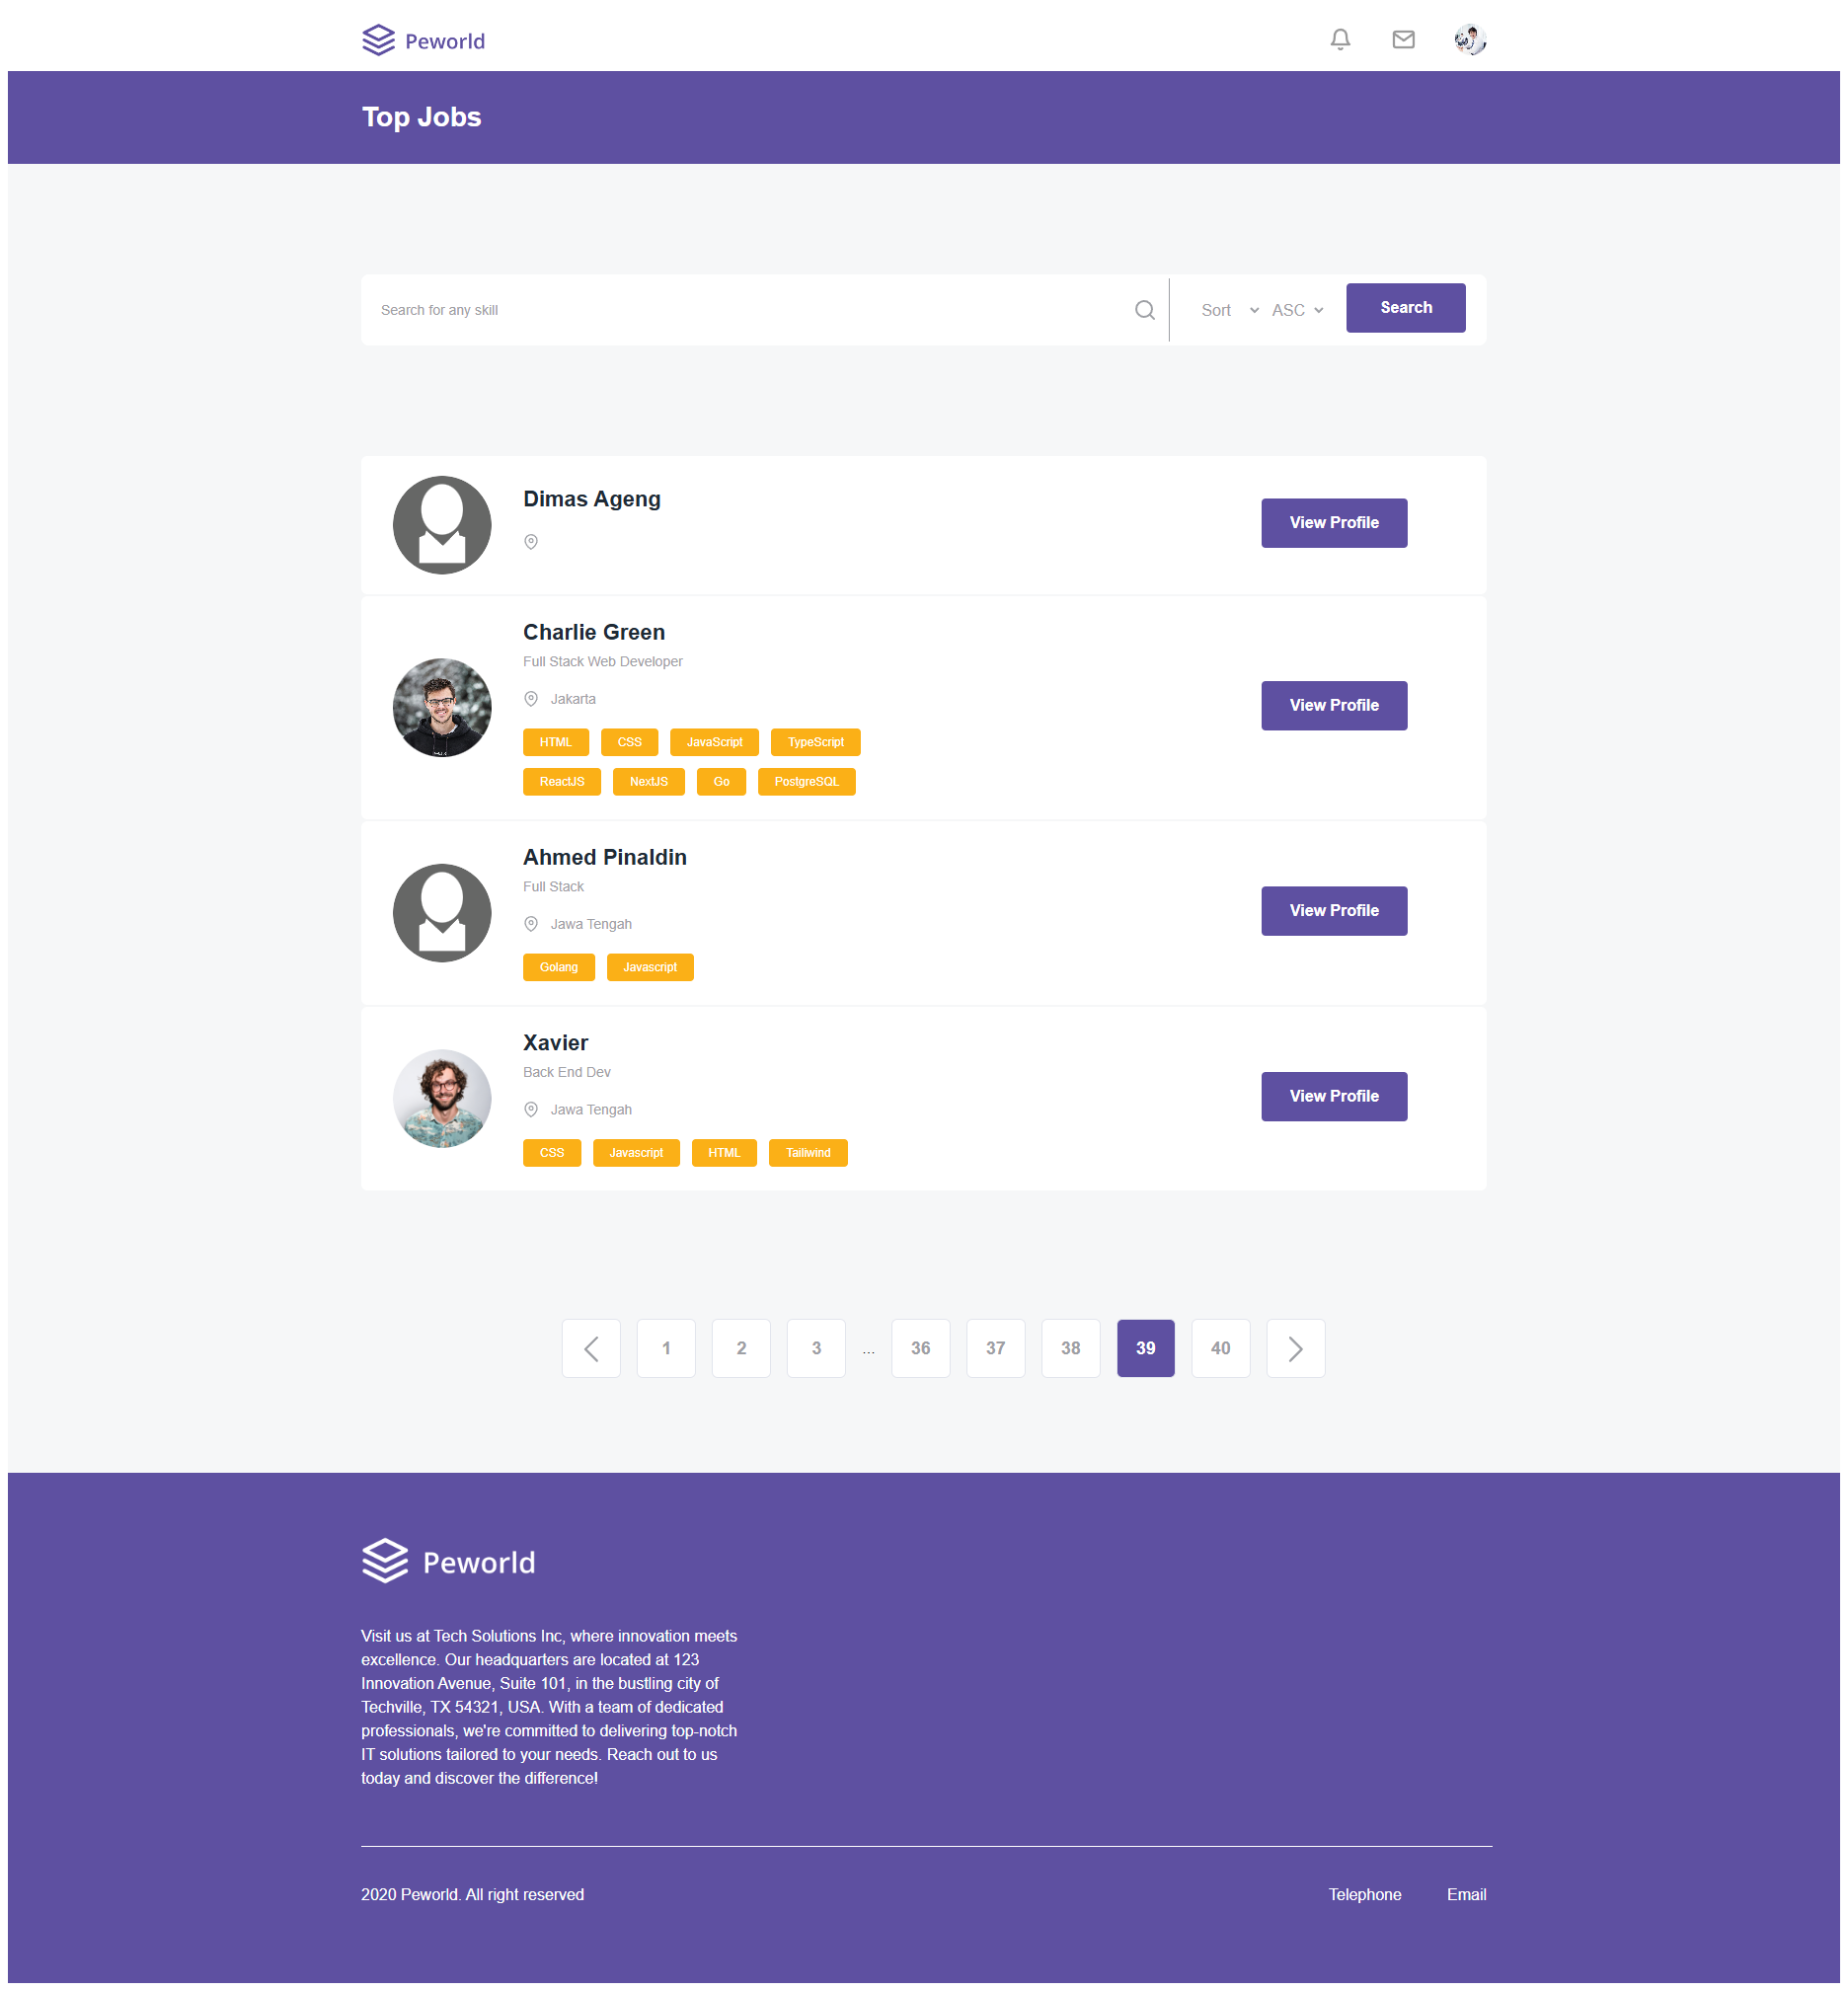 Peworld
Top Jobs
Search for any skill
Sort
ASC
Search
Dimas Ageng
View Profile
Charlie Green
Full Stack Web Developer
Jakarta
View Profile
HTML CSS JavaScript TypeScript
ReactJS NextJS Go PostgreSQL
Ahmed Pinaldin
Full Stack
Jawa Tengah
View Profile
Golang Javascript
Xavier
Back End Dev
Jawa Tengah
View Profile
CSS Javascript HTML Tailiwind
1 2 3 ... 36 37 38 39 40
Peworld
Visit us at Tech Solutions Inc, where innovation meets
excellence. Our headquarters are located at 123
Innovation Avenue, Suite 101, in the bustling city of
Techville, TX 54321, USA. With a team of dedicated
professionals, we're committed to delivering top-notch
IT solutions tailored to your needs. Reach out to us
today and discover the difference!
2020 Peworld. All right reserved
Telephone Email